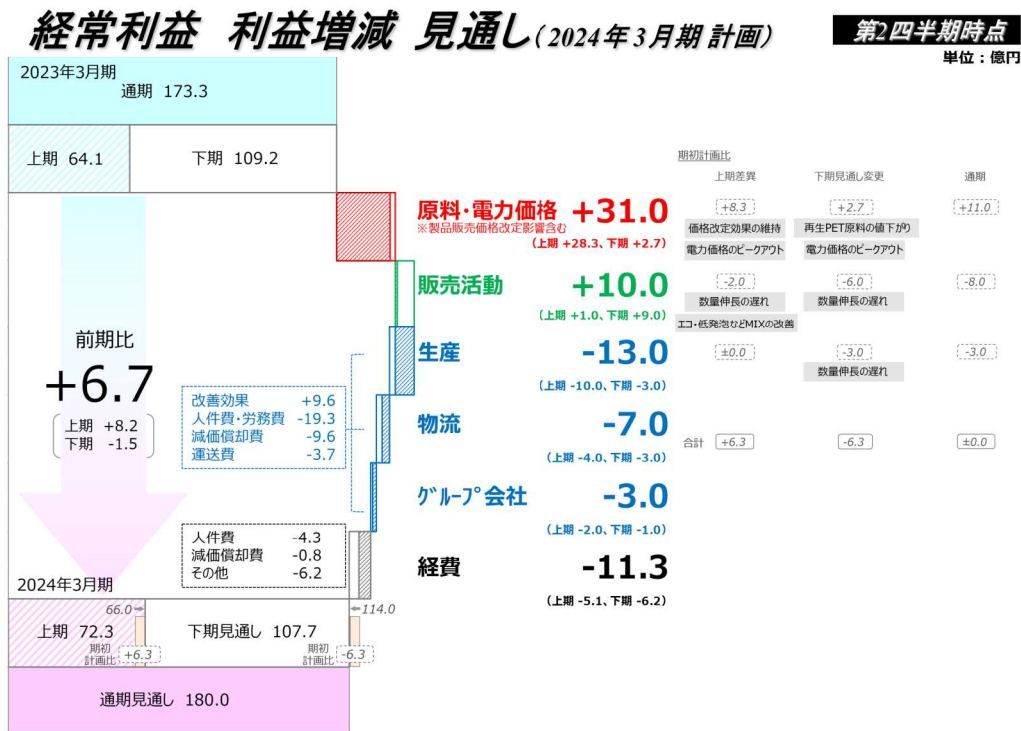 経常利益 利益増減 見通し(2024年3月期 計画)
第2四半期時点
単位：億円
2023年3月期
通期 173.3
上期 64.1
下期 109.2
期初計画比
上期差異 下期見通し変更 通期
原料・電力価格 +31.0
※製品販売価格改定影響含む
(上期 +28.3、下期 +2.7)
+8.3 +2.7 +11.0
価格改定効果の維持 再生PET原料の値下がり
電力価格のピークアウト 電力価格のピークアウト
販売活動 +10.0
(上期 +1.0、下期 +9.0)
-2.0 -6.0 -8.0
数量伸長の遅れ 数量伸長の遅れ
エコ・低発泡などMIXの改善
生産 -13.0
(上期 -10.0、下期 -3.0)
±0.0 -3.0 -3.0
数量伸長の遅れ
前期比
+6.7
上期 +8.2
下期 -1.5
改善効果 +9.6
人件費・労務費 -19.3
減価償却費 -9.6
運送費 -3.7
物流 -7.0
(上期 -4.0、下期 -3.0)
合計 +6.3 -6.3 ±0.0
ｸﾞﾙｰﾌﾟ会社 -3.0
(上期 -2.0、下期 -1.0)
人件費 -4.3
減価償却費 -0.8
その他 -6.2
経費 -11.3
(上期 -5.1、下期 -6.2)
2024年3月期
66.0
114.0
上期 72.3
下期見通し 107.7
期初
計画比 +6.3
期初
計画比 -6.3
通期見通し 180.0